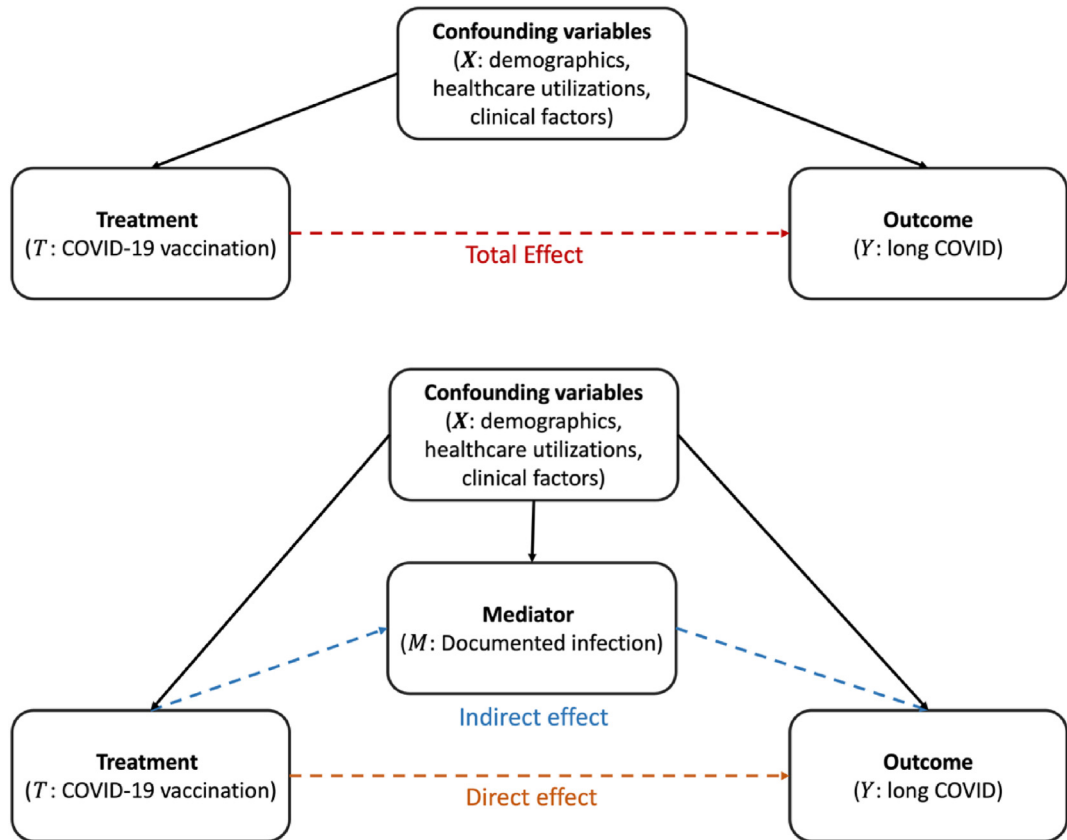 Confounding variables
(X: demographics,
healthcare utilizations,
clinical factors)
Treatment
(T: COVID-19 vaccination)
Total Effect
Outcome
(Y: long COVID)
Confounding variables
(X: demographics,
healthcare utilizations,
clinical factors)
Mediator
(M: Documented infection)
Indirect effect
Treatment
(T: COVID-19 vaccination)
Direct effect
Outcome
(Y: long COVID)